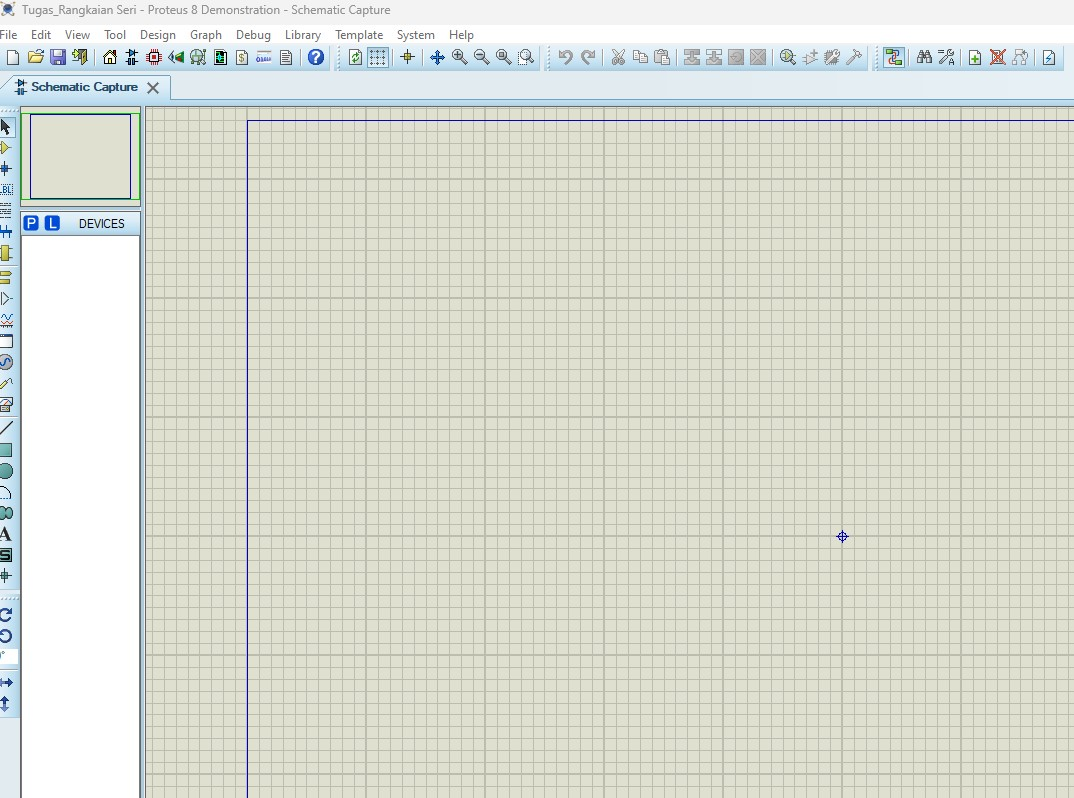 Tugas_Rangkaian Seri - Proteus 8 Demonstration - Schematic Capture
File Edit View Tool Design Graph Debug Library Template System Help
Schematic Capture
LBL
P L DEVICES
A
S